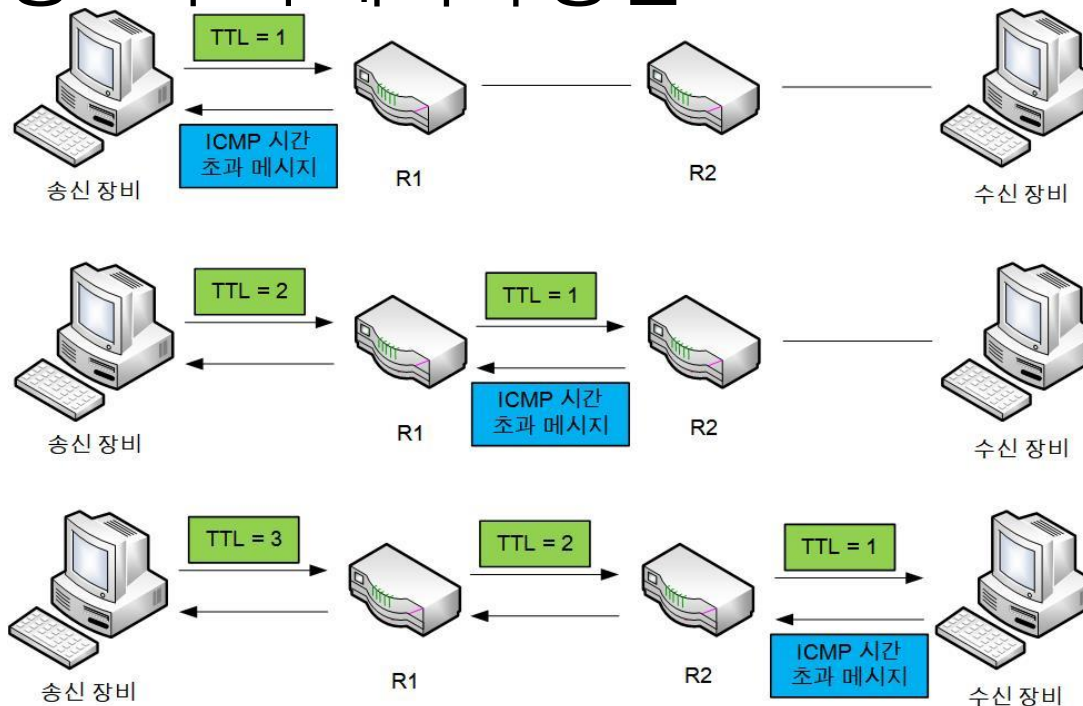 TTL = 1
ICMP 시간
초과 메시지
송신 장비
R1
R2
수신 장비
TTL = 2
TTL = 1
ICMP 시간
초과 메시지
송신 장비
R1
R2
수신 장비
TTL = 3
TTL = 2
TTL = 1
ICMP 시간
초과 메시지
송신 장비
R1
R2
수신 장비